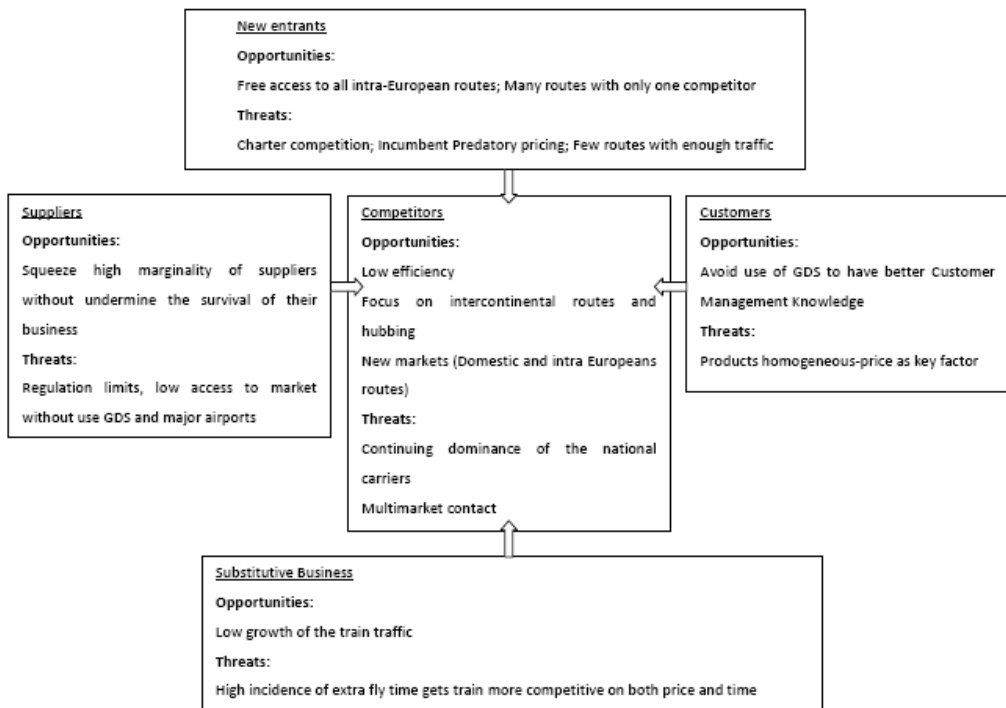 New entrants
Opportunities:
Free access to all intra-European routes; Many routes with only one competitor
Threats:
Charter competition; Incumbent Predatory pricing; Few routes with enough traffic
Suppliers
Opportunities:
Squeeze high marginality of suppliers
without undermine the survival of their
business
Threats:
Regulation limits, low access to market
without use GDS and major airports
Competitors
Opportunities:
Low efficiency
Focus on intercontinental routes and
hubbing
New markets (Domestic and intra Europeans
routes)
Threats:
Continuing dominance of the national
carriers
Multimarket contact
Customers
Opportunities:
Avoid use of GDS to have better Customer
Management Knowledge
Threats:
Products homogeneous-price as key factor
Substitutive Business
Opportunities:
Low growth of the train traffic
Threats:
High incidence of extra fly time gets train more competitive on both price and time